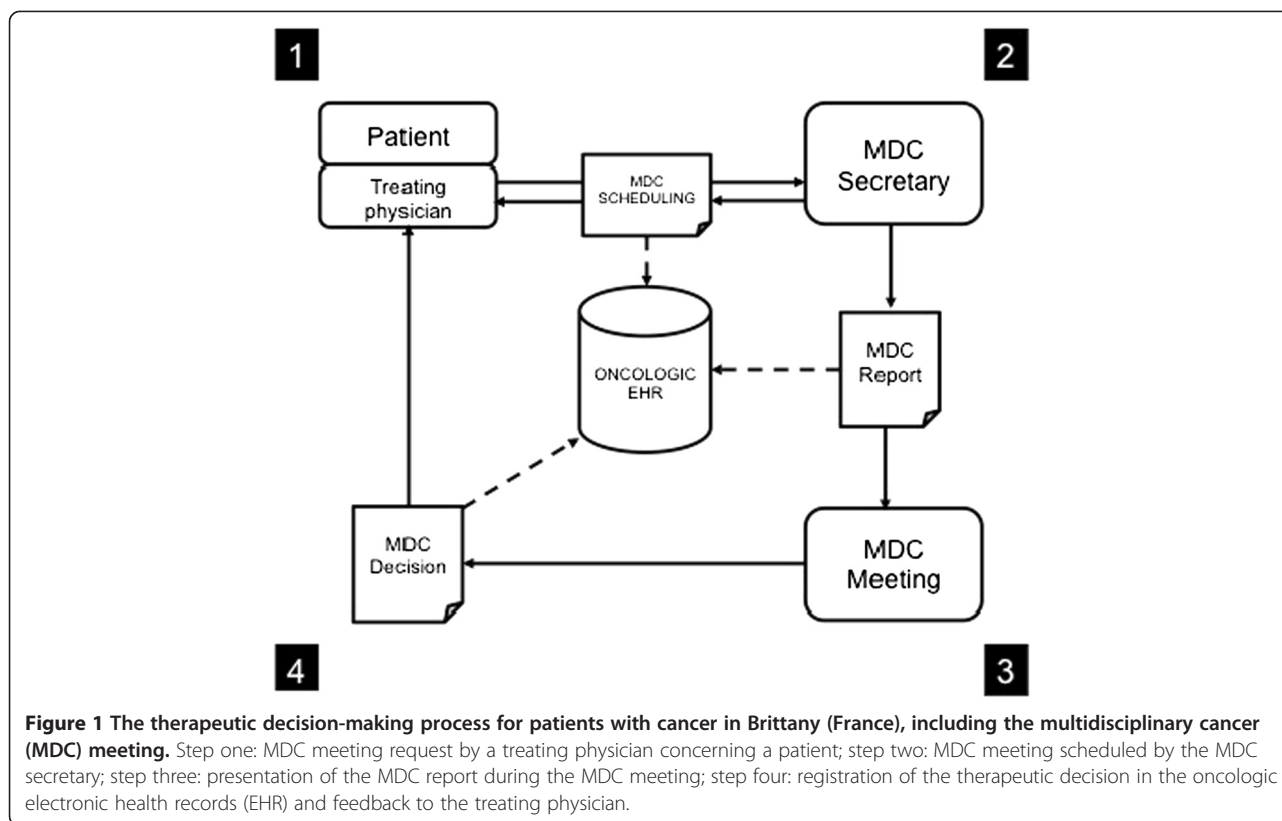 1
2
Patient
Treating
physician
MDC
SCHEDULING
MDC
Secretary
ONCOLOGIC
EHR
MDC
Report
MDC
Decision
MDC
Meeting
4
3
Figure 1 The therapeutic decision-making process for patients with cancer in Brittany (France), including the multidisciplinary cancer
(MDC) meeting. Step one: MDC meeting request by a treating physician concerning a patient; step two: MDC meeting scheduled by the MDC
secretary; step three: presentation of the MDC report during the MDC meeting; step four: registration of the therapeutic decision in the oncologic
electronic health records (EHR) and feedback to the treating physician.